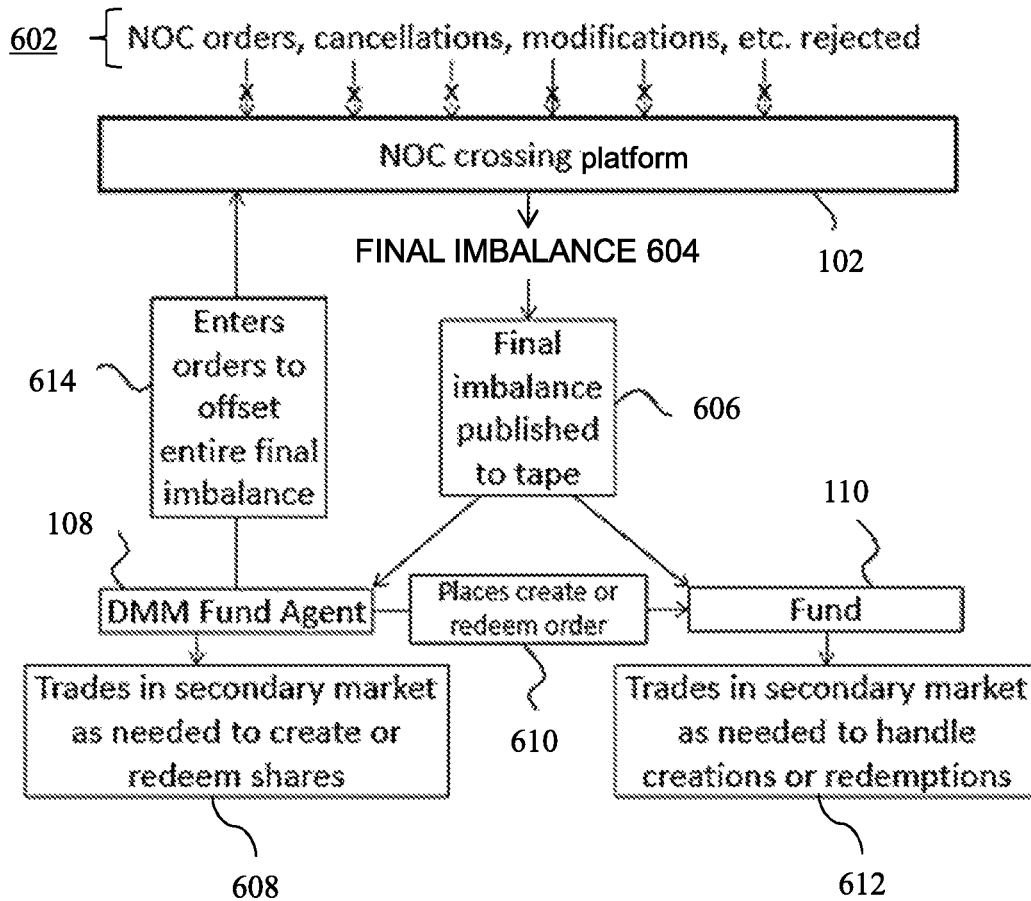 602
NOC orders, cancellations, modifications, etc. rejected
x x x x x x
NOC crossing platform
102
FINAL IMBALANCE 604
Enters
orders to
offset
entire final
imbalance
614
Final
imbalance
published
to tape
606
108
110
DMM Fund Agent
Places create or
redeem order
Fund
610
Trades in secondary market
as needed to create or
redeem shares
608
Trades in secondary market
as needed to handle
creations or redemptions
612